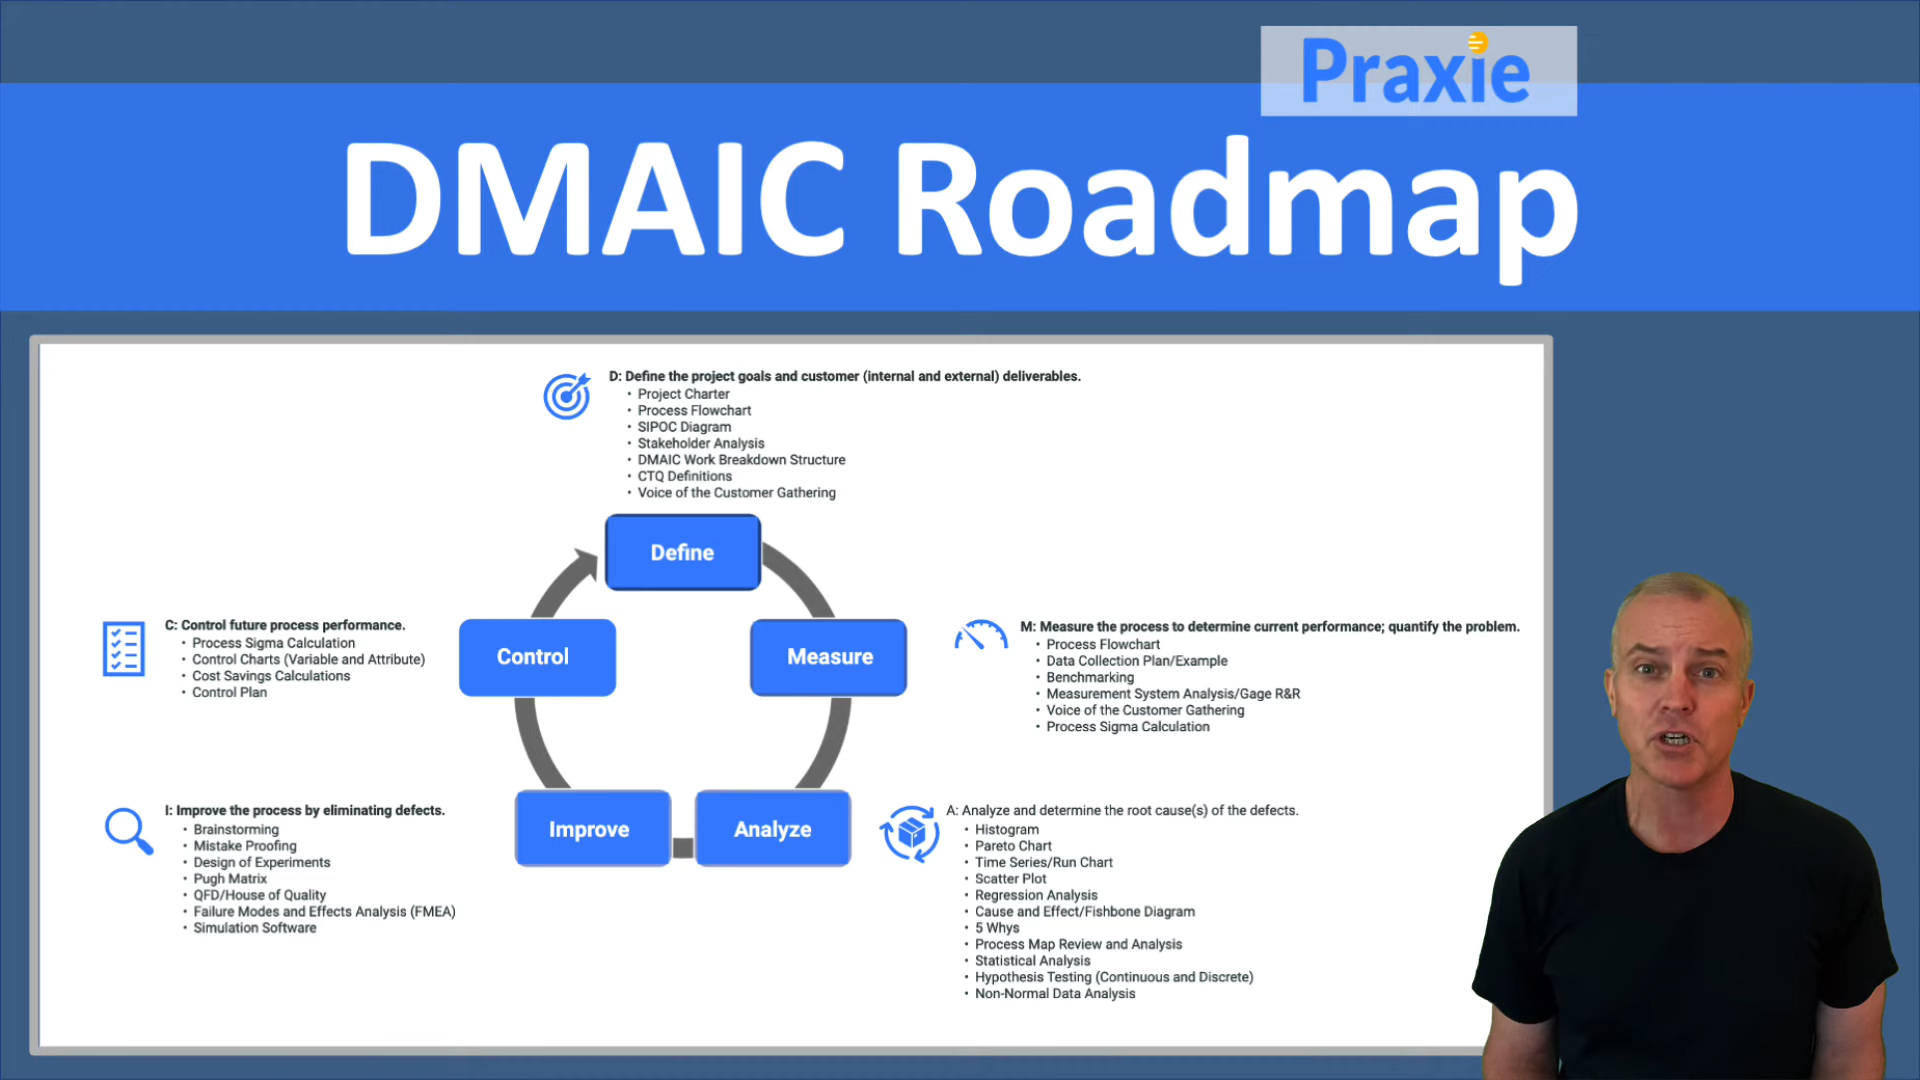 Praxie
DMAIC Roadmap
D: Define the project goals and customer (internal and external) deliverables.
• Project Charter
• Process Flowchart
• SIPOC Diagram
• Stakeholder Analysis
• DMAIC Work Breakdown Structure
• CTQ Definitions
• Voice of the Customer Gathering
Define
Measure
Analyze
Improve
Control
M: Measure the process to determine current performance; quantify the problem.
• Process Flowchart
• Data Collection Plan/Example
• Benchmarking
• Measurement System Analysis/Gage R&R
• Voice of the Customer Gathering
• Process Sigma Calculation
A: Analyze and determine the root cause(s) of the defects.
• Histogram
• Pareto Chart
• Time Series/Run Chart
• Scatter Plot
• Regression Analysis
• Cause and Effect/Fishbone Diagram
• 5 Whys
• Process Map Review and Analysis
• Statistical Analysis
• Hypothesis Testing (Continuous and Discrete)
• Non-Normal Data Analysis
I: Improve the process by eliminating defects.
• Brainstorming
• Mistake Proofing
• Design of Experiments
• Pugh Matrix
• QFD/House of Quality
• Failure Modes and Effects Analysis (FMEA)
• Simulation Software
C: Control future process performance.
• Process Sigma Calculation
• Control Charts (Variable and Attribute)
• Cost Savings Calculations
• Control Plan